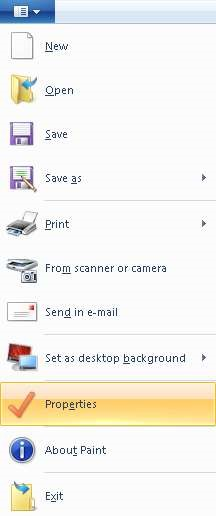 New
Open
Save
Save as
Print
From scanner or camera
Send in e-mail
Set as desktop background
Properties
About Paint
Exit